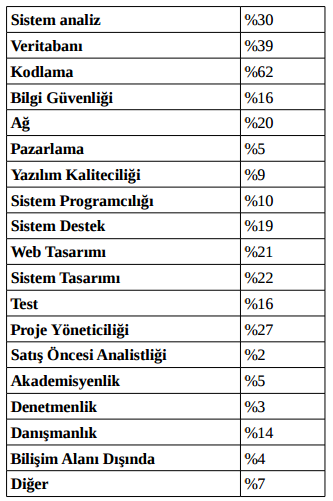 Sistem analiz %30
Veritabanı %39
Kodlama %62
Bilgi Güvenliği %16
Ağ %20
Pazarlama %5
Yazılım Kaliteciliği %9
Sistem Programcılığı %10
Sistem Destek %19
Web Tasarımı %21
Sistem Tasarımı %22
Test %16
Proje Yöneticiliği %27
Satış Öncesi Analistliği %2
Akademisyenlik %5
Denetmenlik %3
Danışmanlık %14
Bilişim Alanı Dışında %4
Diğer %7